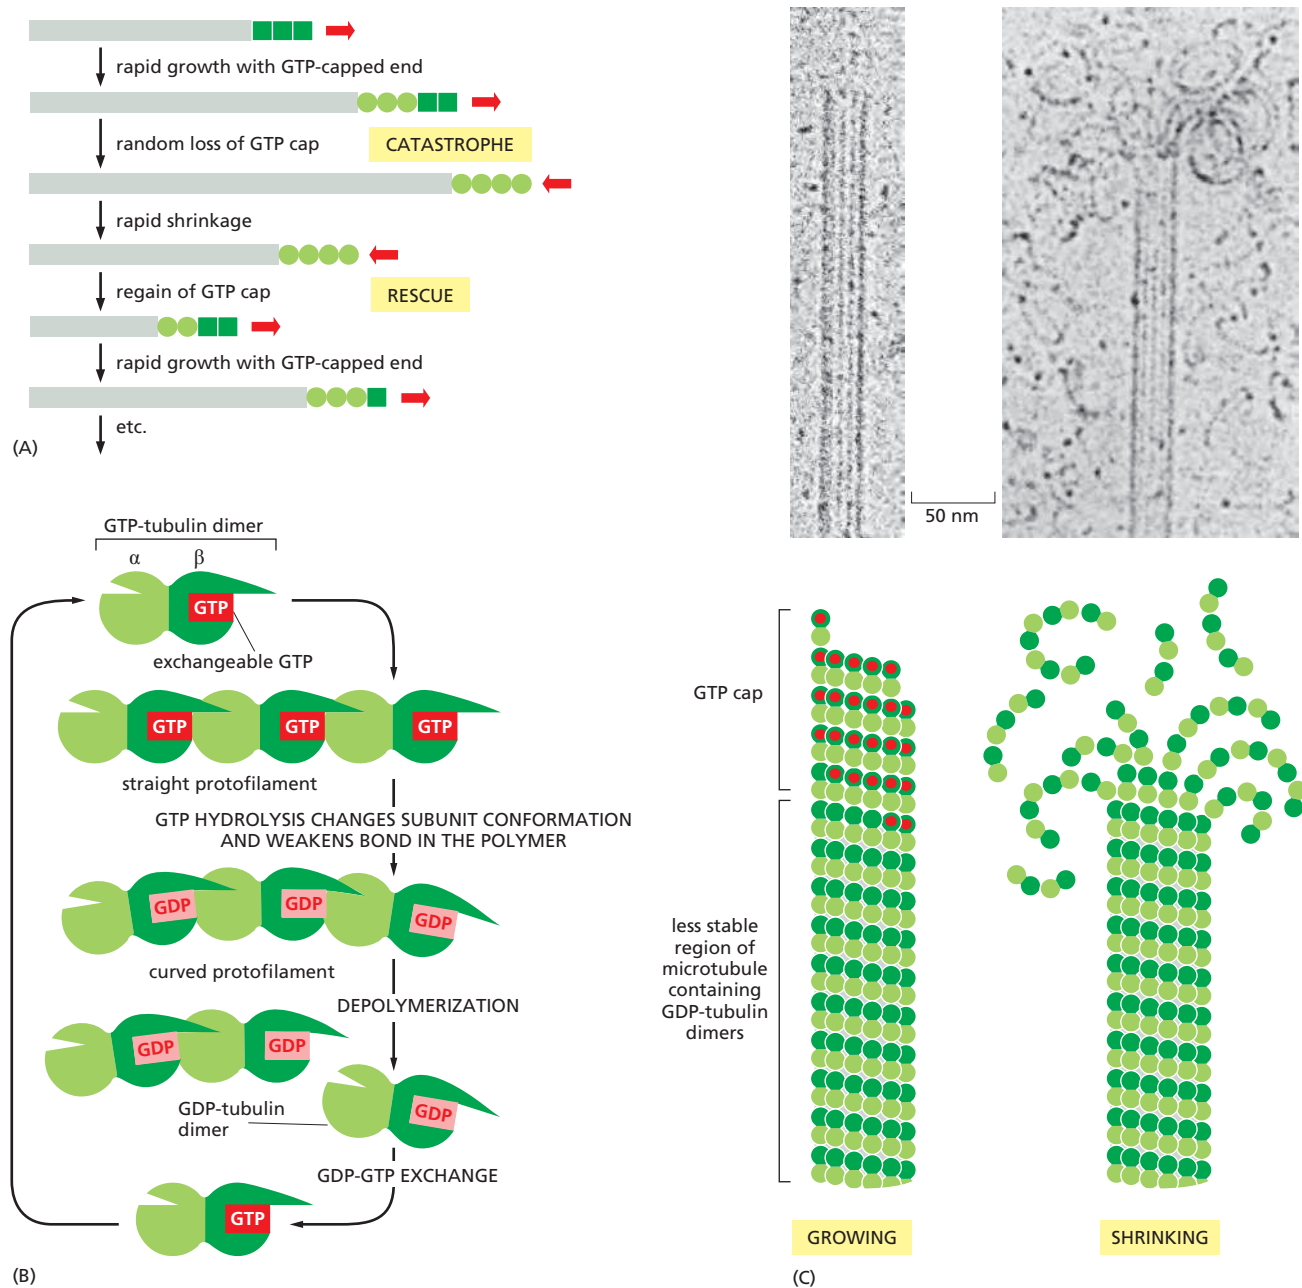 rapid growth with GTP-capped end
random loss of GTP cap
CATASTROPHE
rapid shrinkage
regain of GTP cap
RESCUE
rapid growth with GTP-capped end
etc.
(A)
GTP-tubulin dimer
α β
GTP
exchangeable GTP
GTP GTP GTP
straight protofilament
GTP HYDROLYSIS CHANGES SUBUNIT CONFORMATION
AND WEAKENS BOND IN THE POLYMER
GDP GDP GDP
curved protofilament
DEPOLYMERIZATION
GDP GDP
GDP-tubulin
dimer
GDP
GDP-GTP EXCHANGE
GTP
(B)
50 nm
GTP cap
less stable
region of
microtubule
containing
GDP-tubulin
dimers
GROWING
SHRINKING
(C)